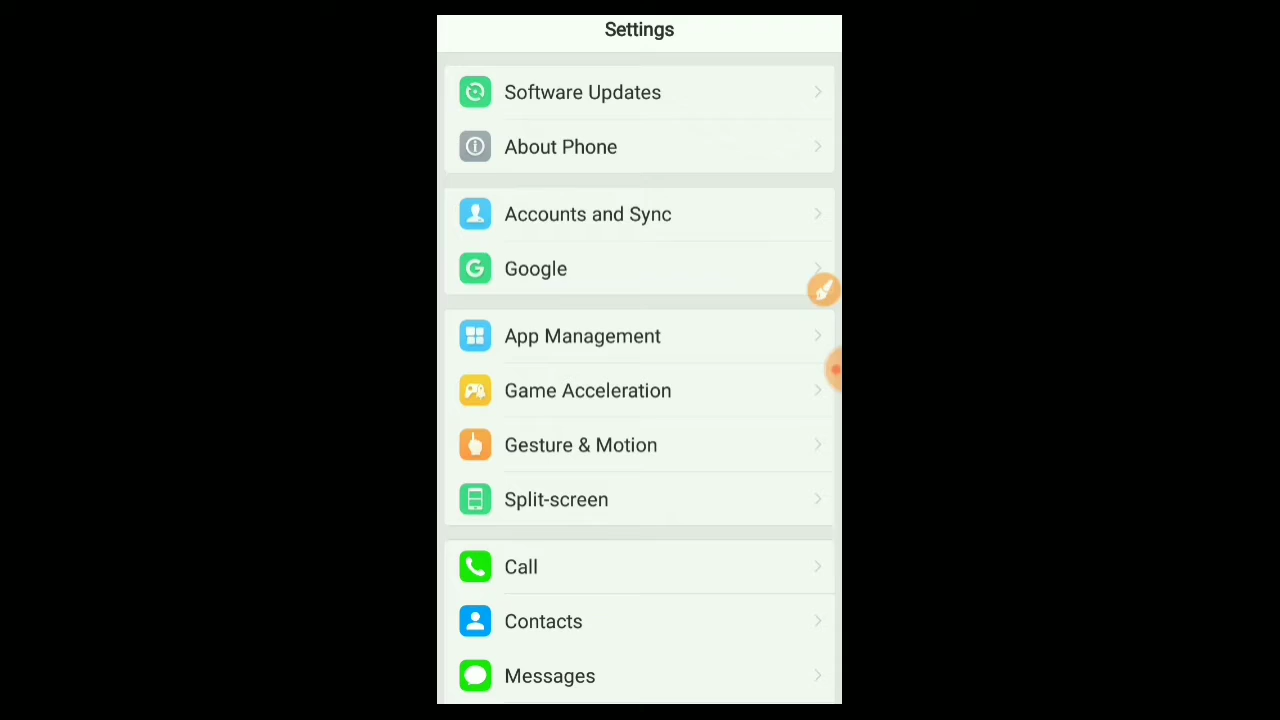 Settings
Software Updates
About Phone
Accounts and Sync
Google
App Management
Game Acceleration
Gesture & Motion
Split-screen
Call
Contacts
Messages